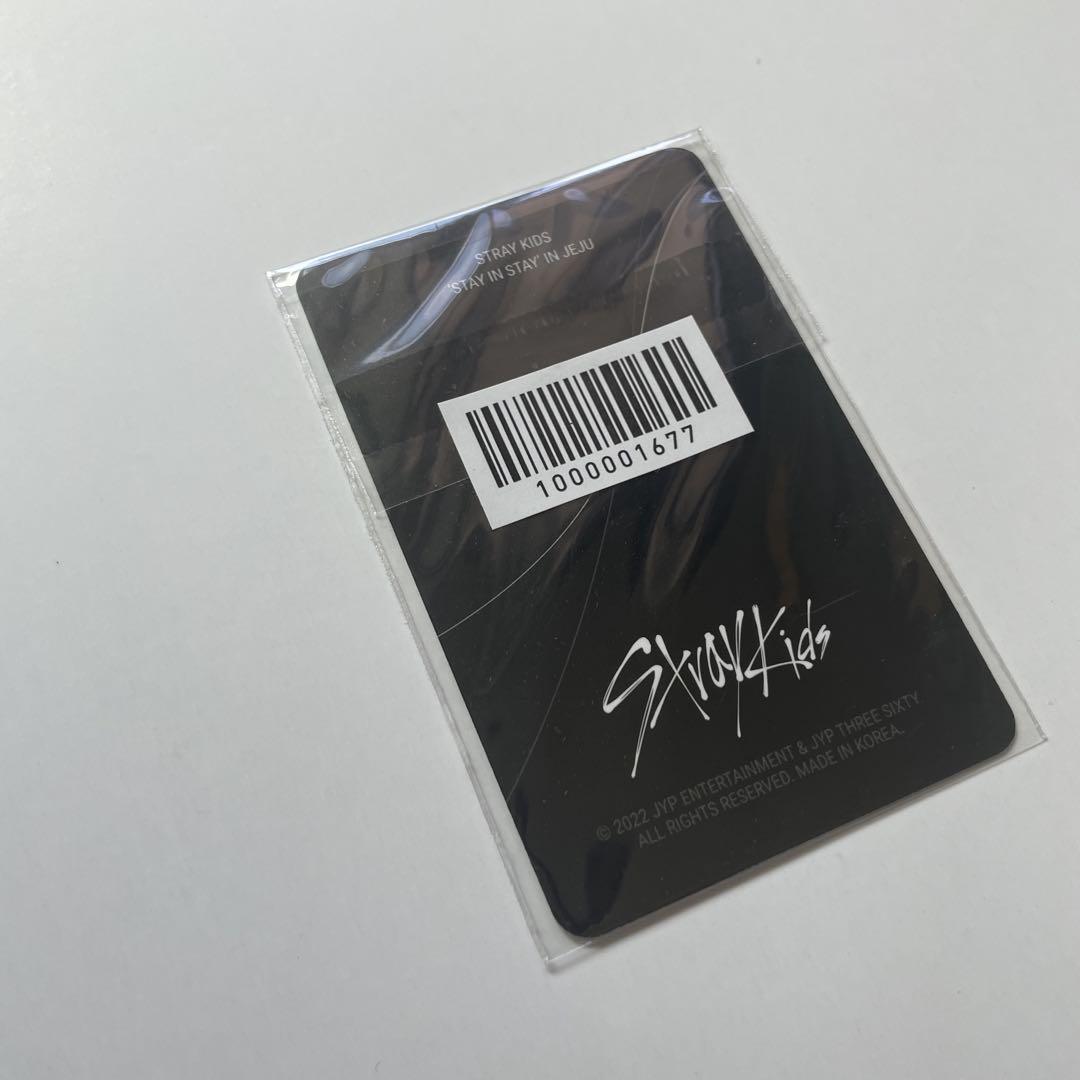 STRAY KIDS
'STAY IN STAY' IN JEJU
1000001677
Stray Kids
© 2022 JYP ENTERTAINMENT & JYP THREE SIXTY
ALL RIGHTS RESERVED. MADE IN KOREA.